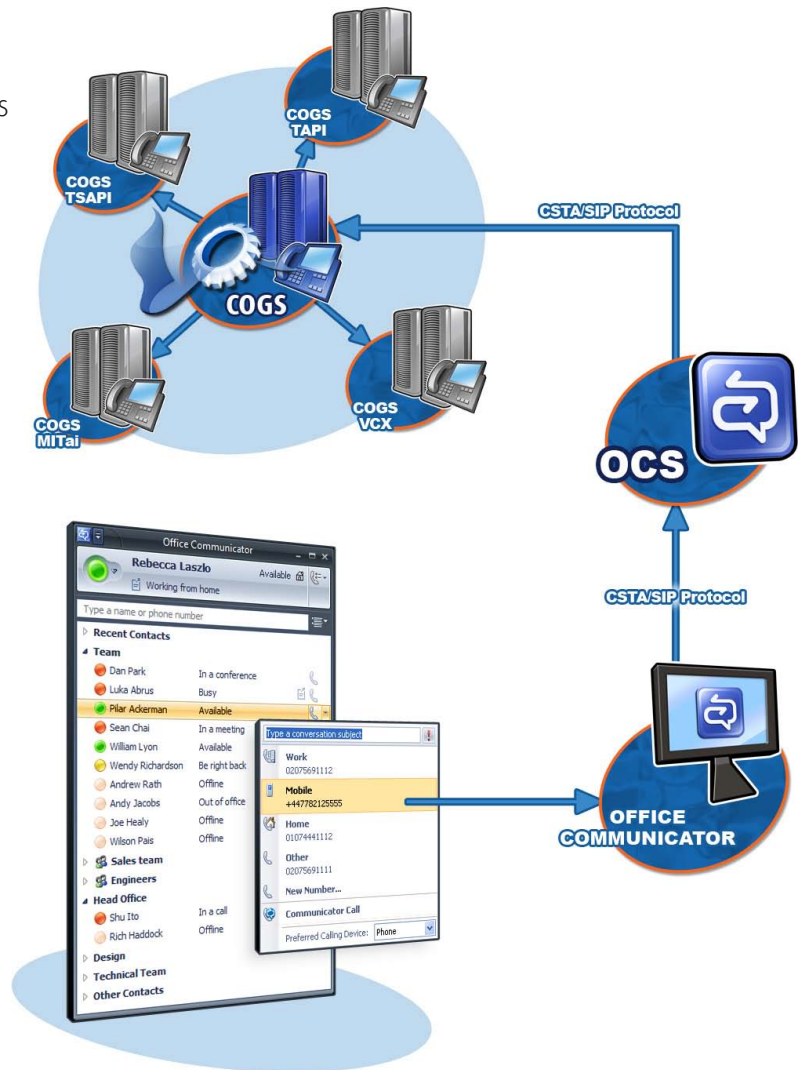 S
COGS
TAPI
COGS
TSAPI
CSTA/SIP Protocol
COGS
COGS
MITai
COGS
VCX
OCS
CSTA/SIP Protocol
OFFICE
COMMUNICATOR
Office Communicator
Rebecca Laszlo
Available
Working from home
Type a name or phone number
Recent Contacts
Team
Dan Park In a conference
Luka Abrus Busy
Pilar Ackerman Available
Sean Chai In a meeting
William Lyon Available
Wendy Richardson Be right back
Andrew Rath Offline
Andy Jacobs Out of office
Joe Healy Offline
Wilson Pais Offline
Sales team
Engineers
Head Office
Shu Ito In a call
Rich Haddock Offline
Design
Technical Team
Other Contacts
Type a conversation subject
Work
02075691112
Mobile
+447782125555
Home
01074441112
Other
02075691111
New Number...
Communicator Call
Preferred Calling Device: Phone